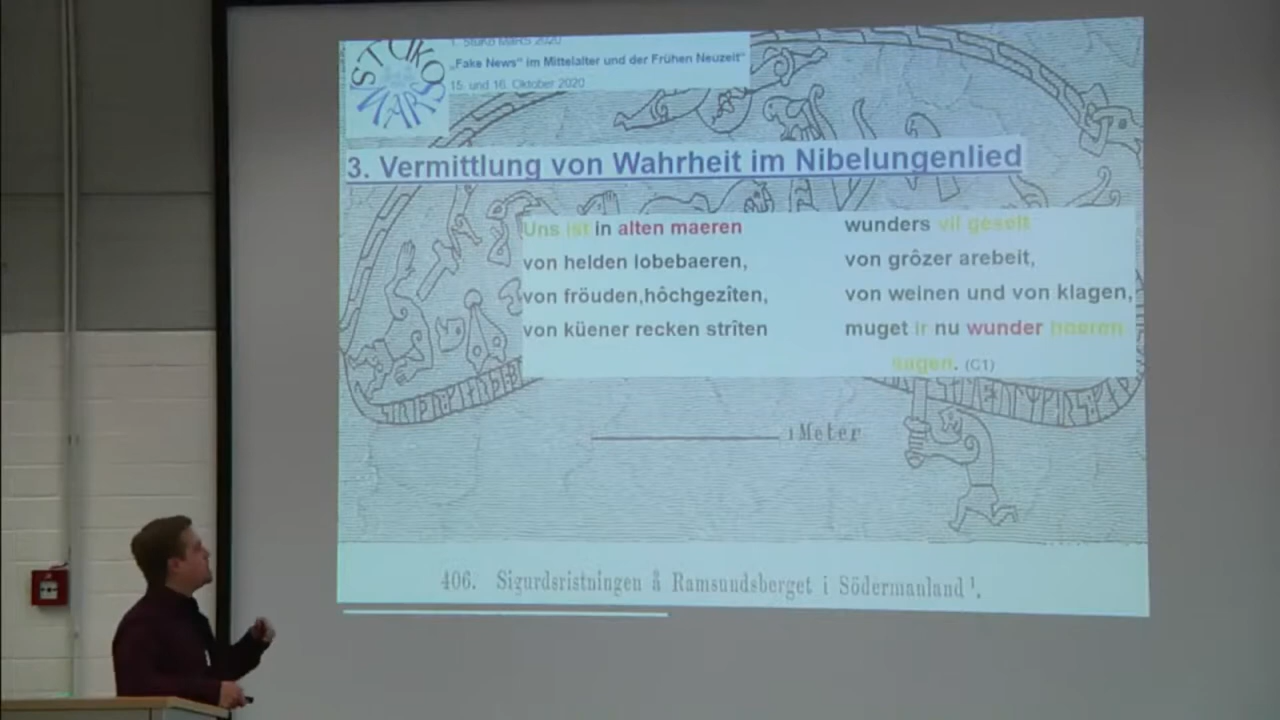 STUKO
MARS
1. StuKo MaRS 2020
„Fake News“ im Mittelalter und der Frühen Neuzeit“
15. und 16. Oktober 2020
3. Vermittlung von Wahrheit im Nibelungenlied
Uns ist in alten maeren wunders vil geseit
von helden lobebaeren, von grôzer arebeit,
von fröuden,hôchgezîten, von weinen und von klagen,
von küener recken strîten muget ir nu wunder hoeren
sagen. (C1)
1 Meter
406. Sigurdsristningen å Ramsundsberget i Södermanland ¹.